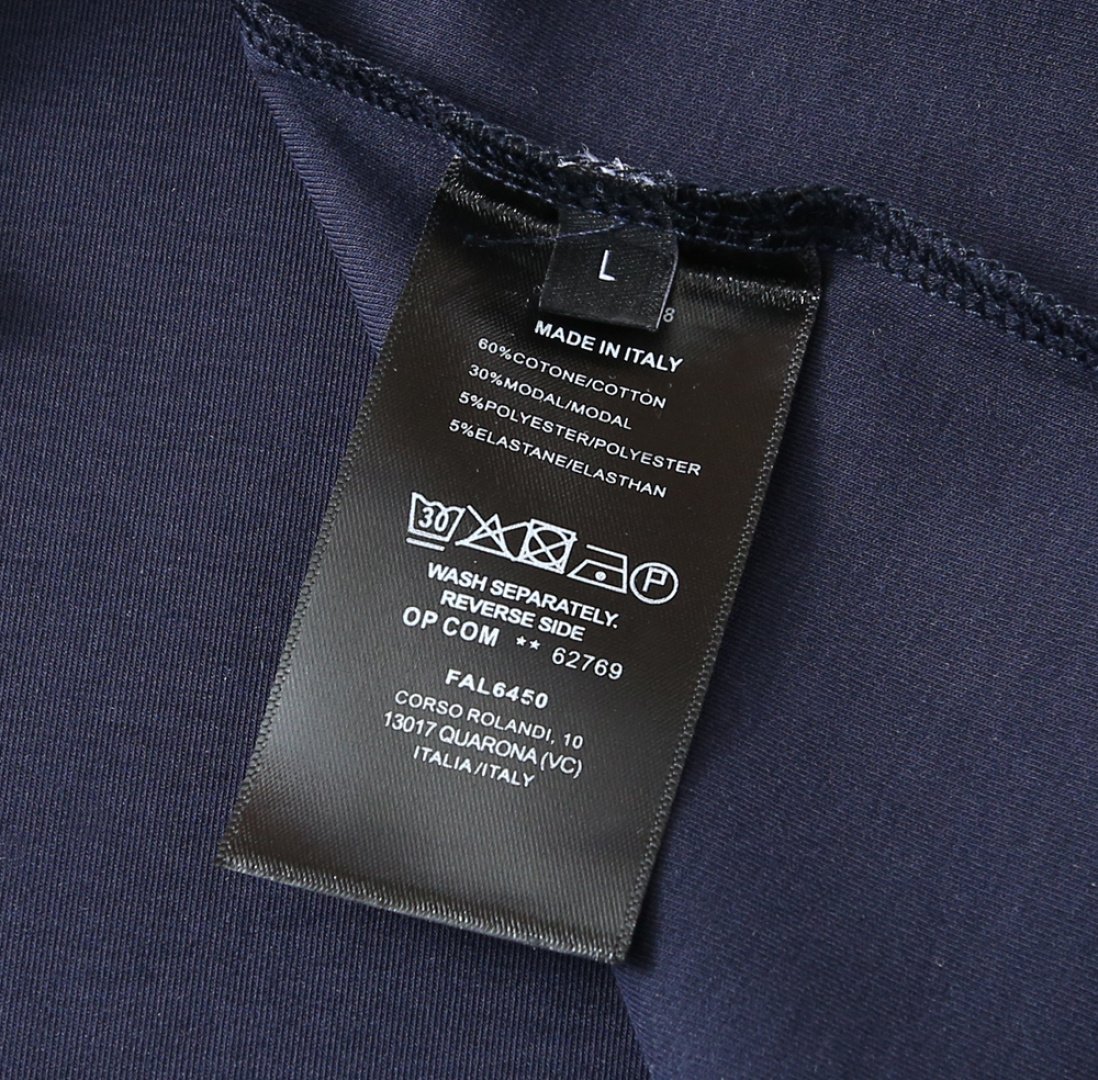 L
8
MADE IN ITALY
60%COTONE/COTTON
30%MODAL/MODAL
5%POLYESTER/POLYESTER
5%ELASTANE/ELASTHAN
30
P
WASH SEPARATELY.
REVERSE SIDE
OP COM ** 62769
FAL6450
CORSO ROLANDI, 10
13017 QUARONA (VC)
ITALIA/ITALY